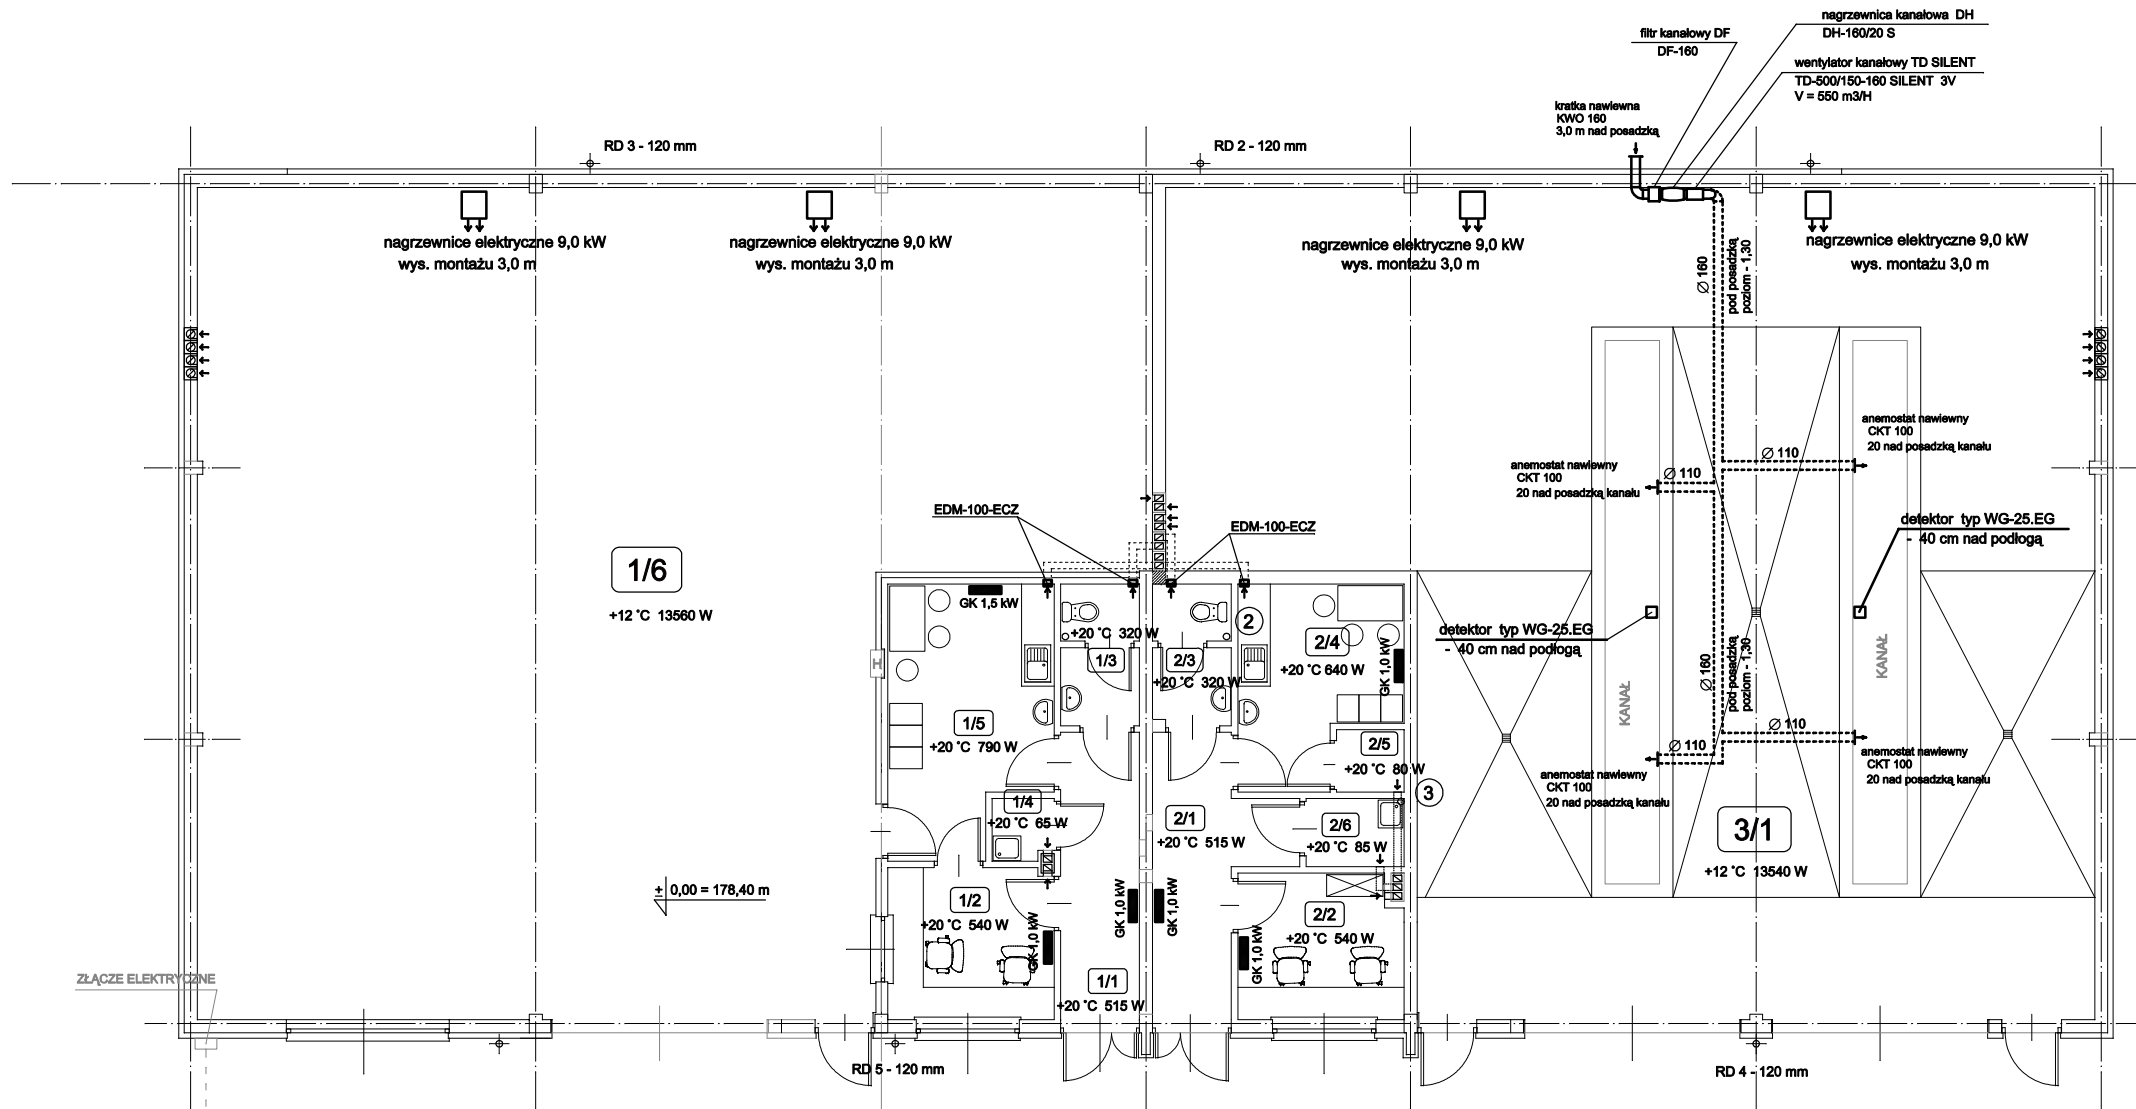 nagrzewnica kanałowa  DH
DH-160/20 S
filtr kanałowy DF
DF-160
wentylator kanałowy TD SILENT
TD-500/150-160 SILENT  3V
V = 550 m3/H
kratka nawiewna
KWO 160
3,0 m nad posadzką
RD 3 - 120 mm
RD 2 - 120 mm
nagrzewnice elektryczne 9,0 kW
wys. montażu 3,0 m
nagrzewnice elektryczne 9,0 kW
wys. montażu 3,0 m
nagrzewnice elektryczne 9,0 kW
wys. montażu 3,0 m
nagrzewnice elektryczne 9,0 kW
wys. montażu 3,0 m
∅ 160
pod posadzką
poziom - 1,30
anemostat nawiewny
CKT 100
20 nad posadzką kanału
∅ 110
anemostat nawiewny
CKT 100
20 nad posadzką kanału
∅ 110
EDM-100-ECZ
EDM-100-ECZ
detektor  typ WG-25.EG
-  40 cm nad podłogą
1/6
+12 °C  13560 W
GK 1,5 kW
+20 °C  320 W
1/3
2/3
+20 °C  320 W
2
2/4
+20 °C 640 W
GK 1,0 kW
detektor  typ WG-25.EG
-  40 cm nad podłogą
KANAŁ
KANAŁ
∅ 160
pod posadzką
poziom - 1,30
H
1/5
+20 °C  790 W
2/5
+20 °C  80 W
∅ 110
∅ 110
anemostat nawiewny
CKT 100
20 nad posadzką kanału
anemostat nawiewny
CKT 100
20 nad posadzką kanału
3
1/4
+20 °C  65 W
2/1
+20 °C  515 W
2/6
+20 °C  85 W
3/1
+12 °C  13540 W
± 0,00 = 178,40 m
1/2
+20 °C  540 W
GK 1,0 kW
GK 1,0 kW
GK 1,0 kW
2/2
+20 °C  540 W
GK 1,0 kW
1/1
+20 °C  515 W
ZŁĄCZE ELEKTRYCZNE
RD 5 - 120 mm
RD 4 - 120 mm